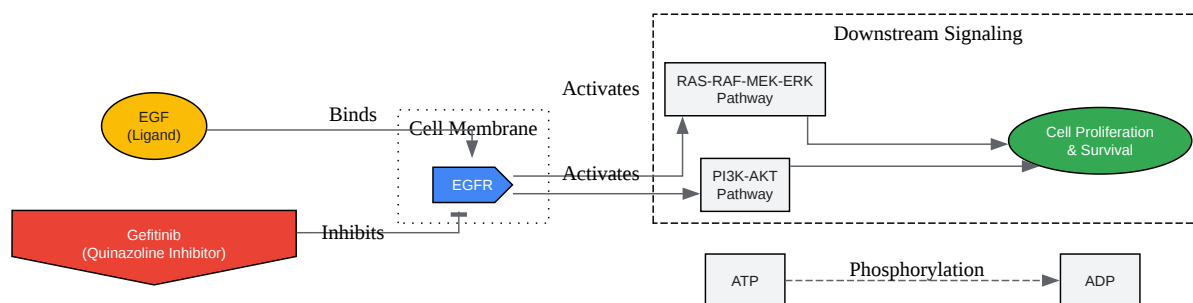 Downstream Signaling
EGF
(Ligand)
Binds
Cell Membrane
EGFR
Activates
Activates
RAS-RAF-MEK-ERK
Pathway
PI3K-AKT
Pathway
Cell Proliferation
& Survival
Gefitinib
(Quinazoline Inhibitor)
Inhibits
ATP
Phosphorylation
ADP